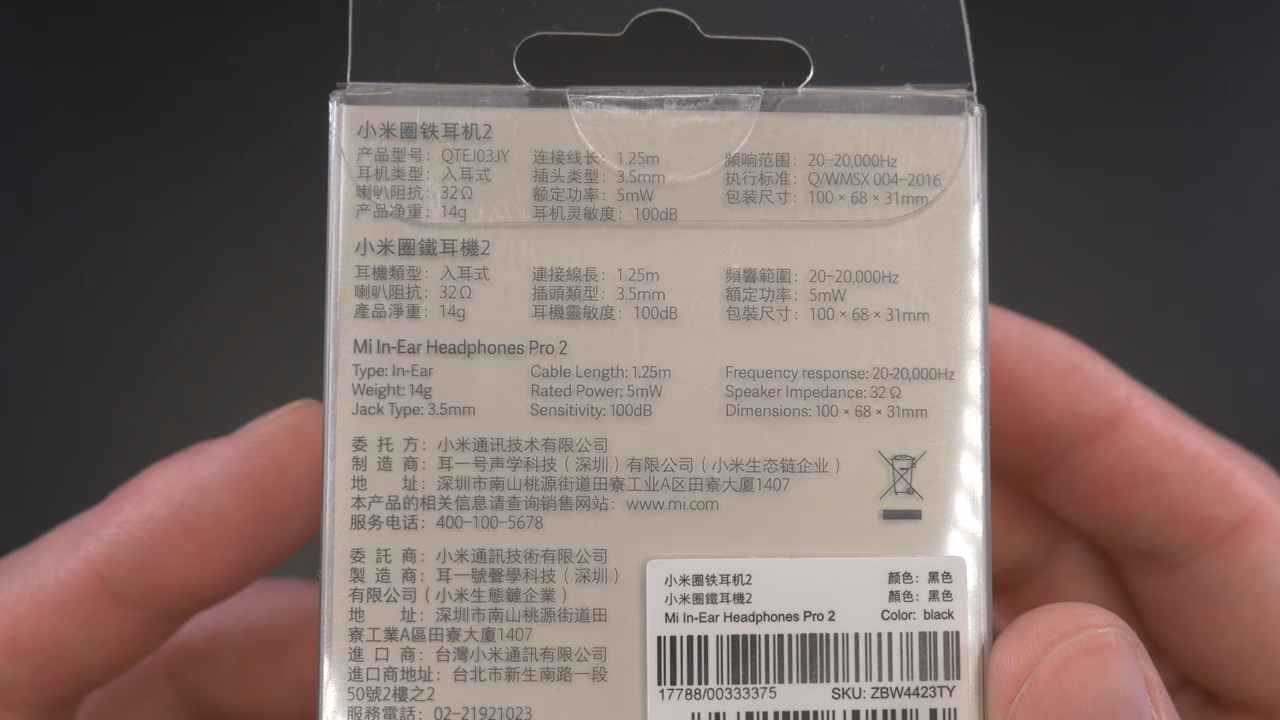 小米圈铁耳机2
产品型号：QTEJ03JY 连接线长：1.25m 频响范围：20–20,000Hz
耳机类型：入耳式 插头类型：3.5mm 执行标准：Q/WMSX 004–2016
喇叭阻抗：32Ω 额定功率：5mW 包装尺寸：100 × 68 × 31mm
产品净重：14g 耳机灵敏度：100dB
小米圈鐵耳機2
耳機類型：入耳式 連接線長：1.25m 頻響範圍：20–20,000Hz
喇叭阻抗：32Ω 插頭類型：3.5mm 額定功率：5mW
產品淨重：14g 耳機靈敏度：100dB 包裝尺寸：100 × 68 × 31mm
Mi In-Ear Headphones Pro 2
Type: In-Ear Cable Length: 1.25m Frequency response: 20-20,000Hz
Weight: 14g Rated Power: 5mW Speaker Impedance: 32 Ω
Jack Type: 3.5mm Sensitivity: 100dB Dimensions: 100 × 68 × 31mm
委 托 方：小米通讯技术有限公司
制 造 商：耳一号声学科技（深圳）有限公司（小米生态链企业）
地 址：深圳市南山桃源街道田寮工业A区田寮大厦1407
本产品的相关信息请查询销售网站：www.mi.com
服务电话：400-100-5678
委 託 商：小米通訊技術有限公司
製 造 商：耳一號聲學科技（深圳）
有限公司（小米生態鏈企業）
地 址：深圳市南山桃源街道田
寮工業A區田寮大廈1407
進 口 商：台灣小米通訊有限公司
進口商地址：台北市新生南路一段
50號2樓之2
服務電話：02-21921023
小米圈铁耳机2 颜色：黑色
小米圈鐵耳機2 顏色：黑色
Mi In-Ear Headphones Pro 2 Color: black
17788/00333375 SKU: ZBW4423TY